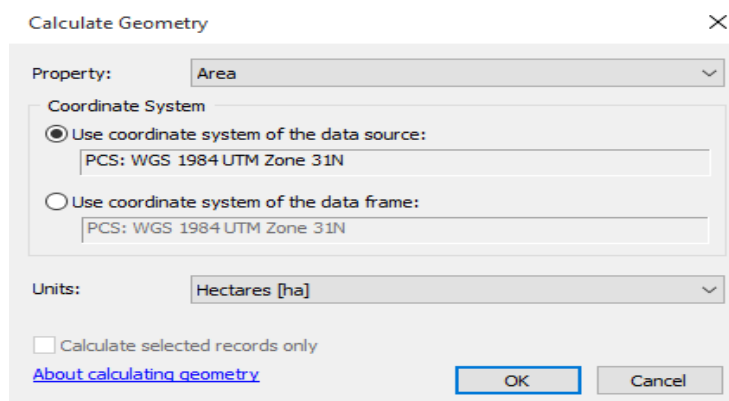 Calculate Geometry
Property: Area
Coordinate System
Use coordinate system of the data source:
PCS: WGS 1984 UTM Zone 31N
Use coordinate system of the data frame:
PCS: WGS 1984 UTM Zone 31N
Units: Hectares [ha]
Calculate selected records only
About calculating geometry OK Cancel